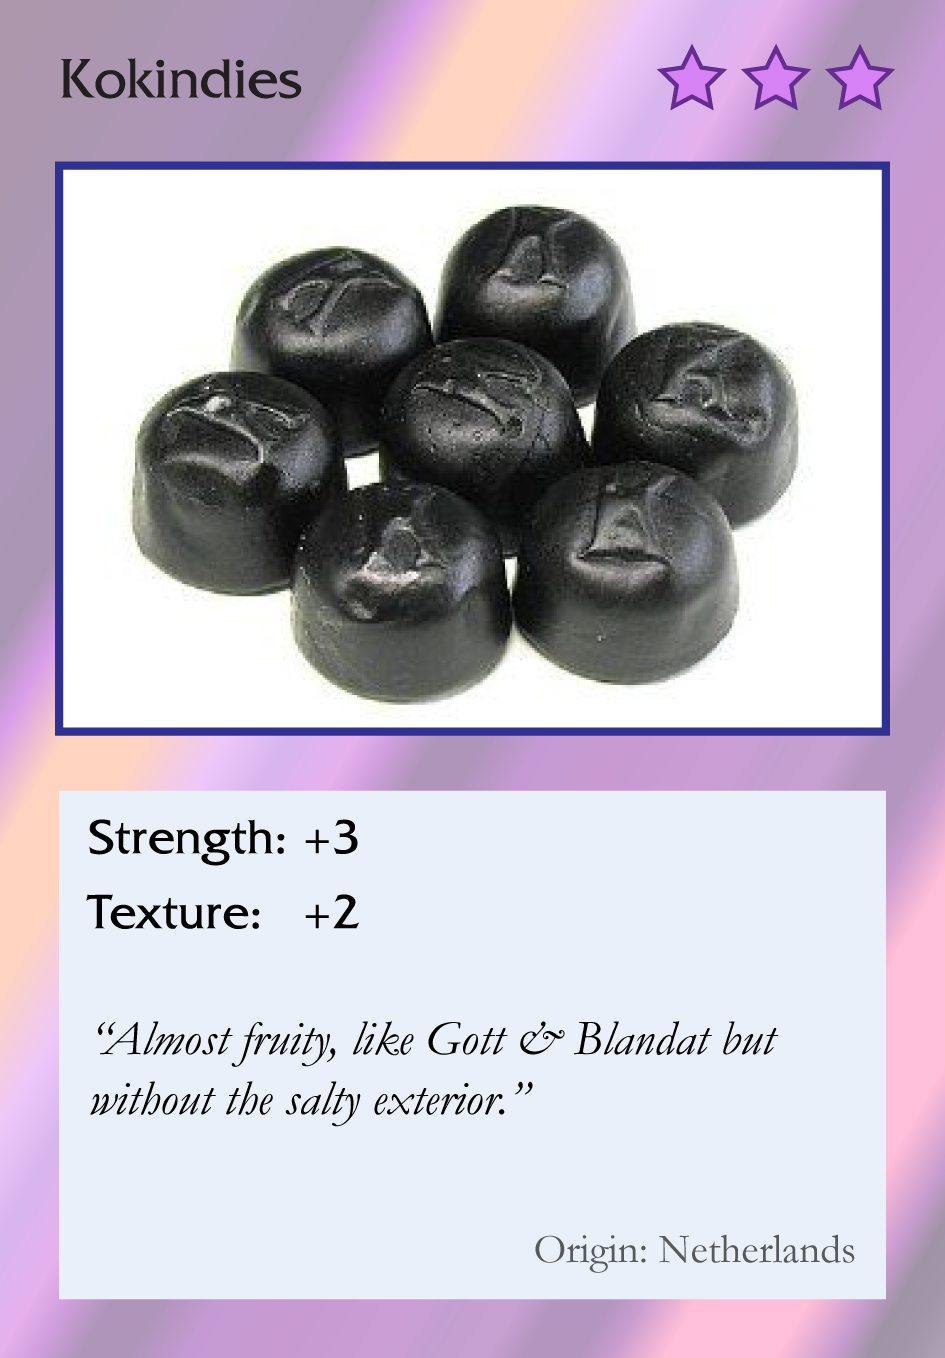 Kokindies
Strength: +3
Texture: +2
“Almost fruity, like Gott & Blandat but
without the salty exterior.”
Origin: Netherlands